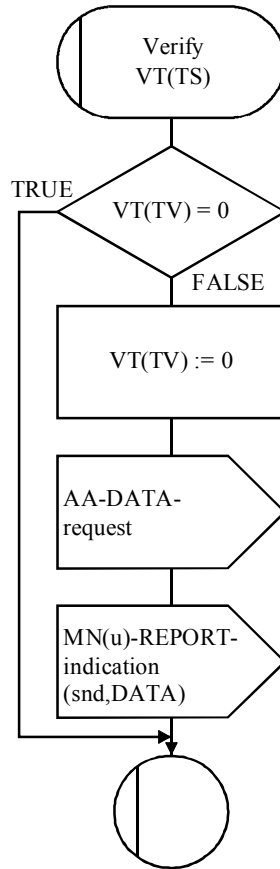 Verify
VT(TS)
VT(TV) = 0
TRUE
FALSE
VT(TV) := 0
AA-DATA-
request
MN(u)-REPORT-
indication
(snd,DATA)